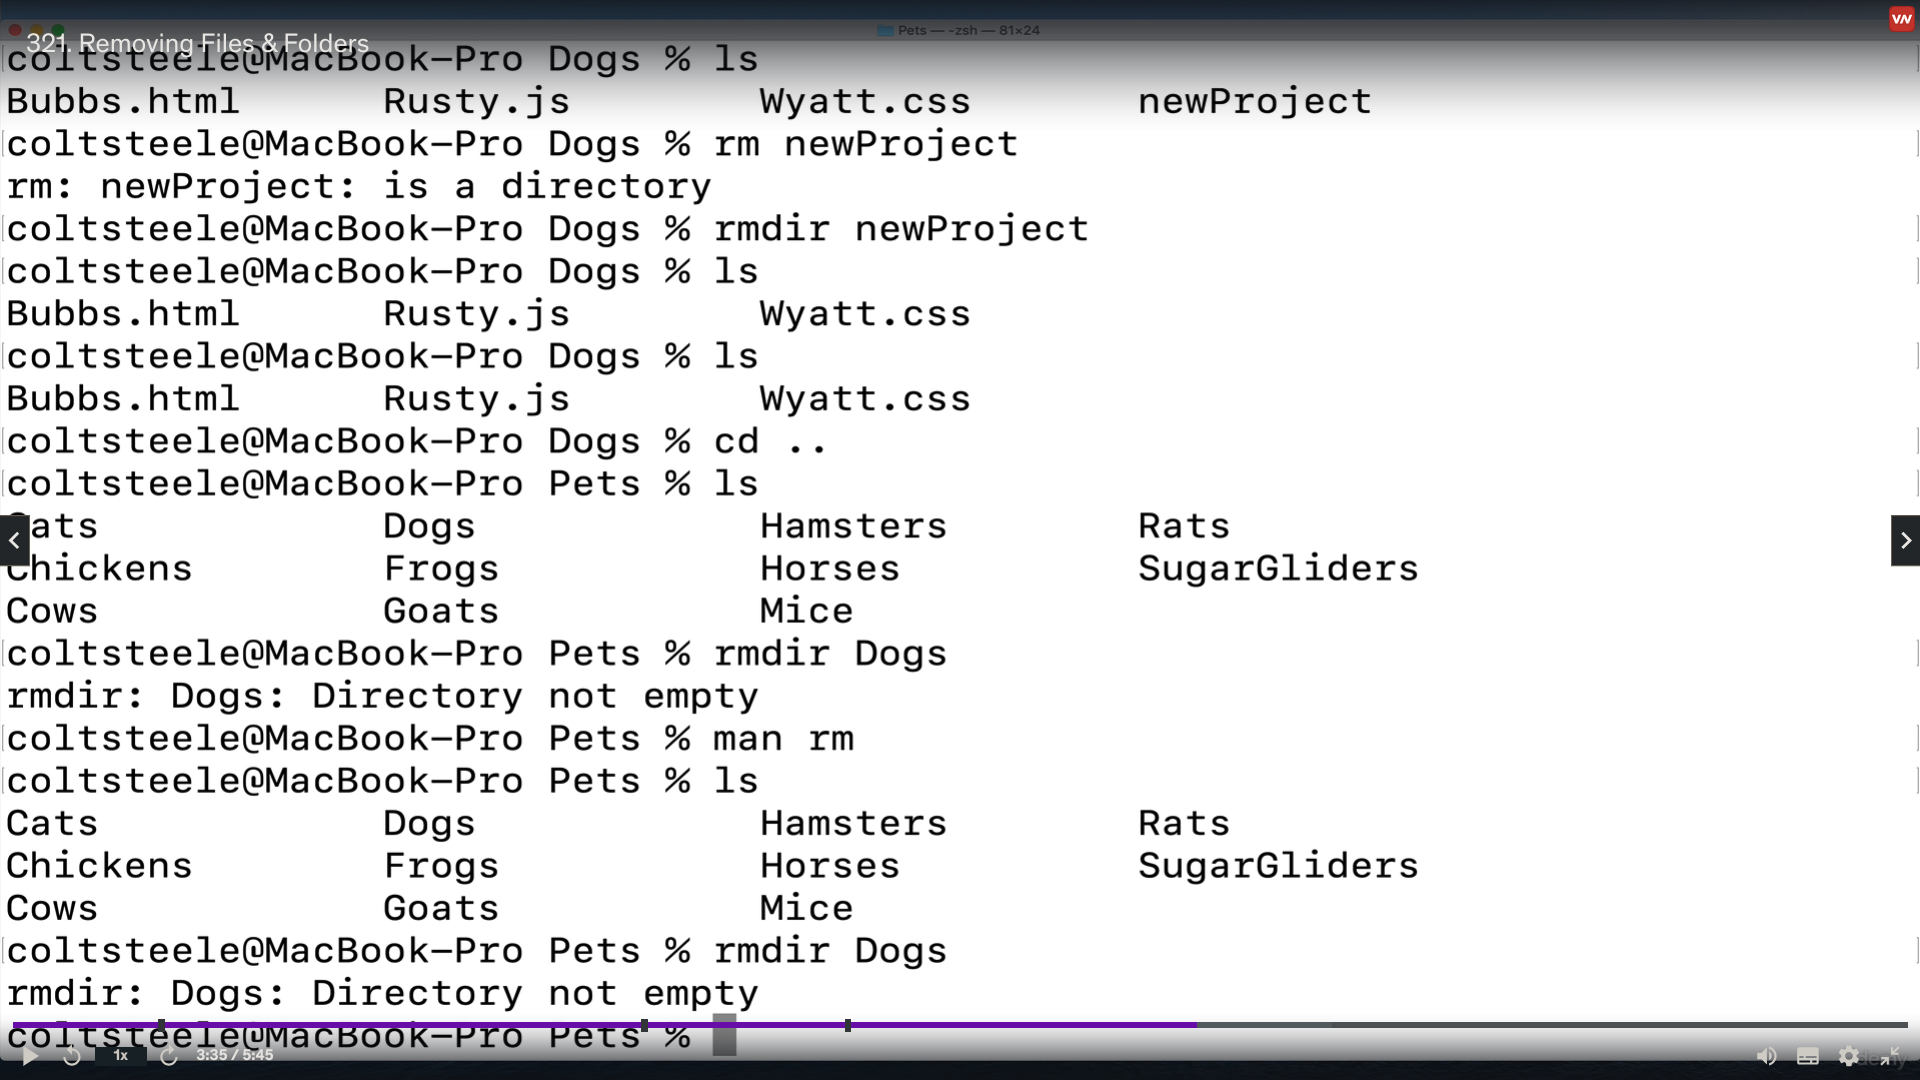 Pets — -zsh — 81×24
321. Removing Files & Folders
coltsteele@MacBook-Pro Dogs % ls
Bubbs.html Rusty.js Wyatt.css newProject
coltsteele@MacBook-Pro Dogs % rm newProject
rm: newProject: is a directory
coltsteele@MacBook-Pro Dogs % rmdir newProject
coltsteele@MacBook-Pro Dogs % ls
Bubbs.html Rusty.js Wyatt.css
coltsteele@MacBook-Pro Dogs % ls
Bubbs.html Rusty.js Wyatt.css
coltsteele@MacBook-Pro Dogs % cd ..
coltsteele@MacBook-Pro Pets % ls
Cats Dogs Hamsters Rats
Chickens Frogs Horses SugarGliders
Cows Goats Mice
coltsteele@MacBook-Pro Pets % rmdir Dogs
rmdir: Dogs: Directory not empty
coltsteele@MacBook-Pro Pets % man rm
coltsteele@MacBook-Pro Pets % ls
Cats Dogs Hamsters Rats
Chickens Frogs Horses SugarGliders
Cows Goats Mice
coltsteele@MacBook-Pro Pets % rmdir Dogs
rmdir: Dogs: Directory not empty
coltsteele@MacBook-Pro Pets %
1x 3:35 / 5:45